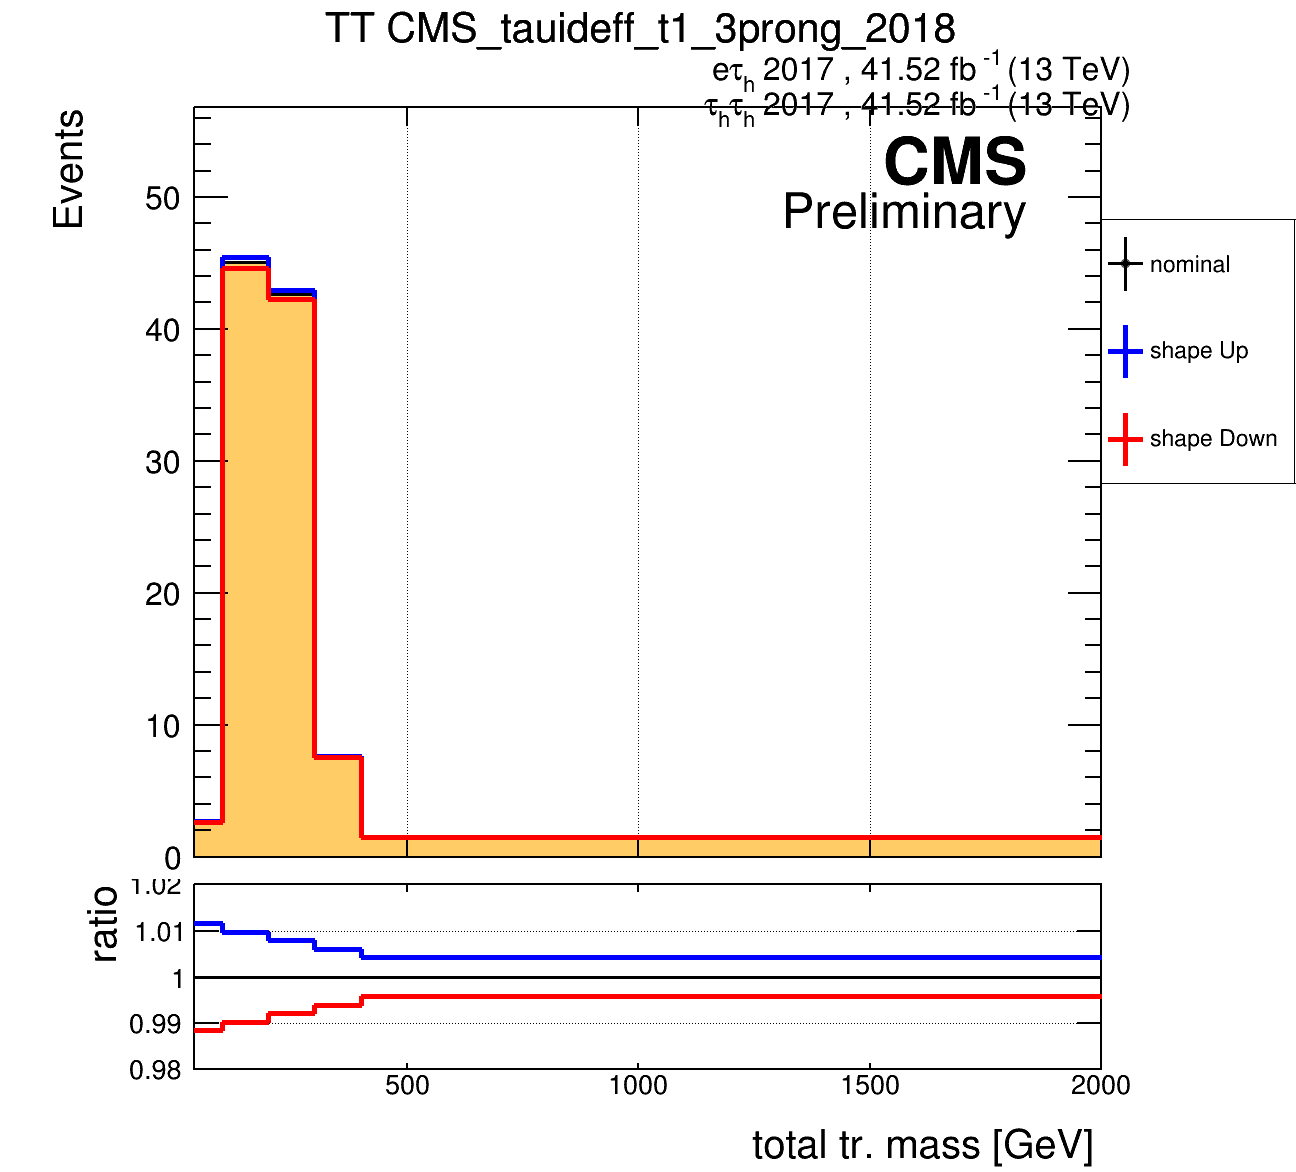 TT CMS_tauideff_t1_3prong_2018
eτh 2017 , 41.52 fb-1 (13 TeV)
τhτh 2017 , 41.52 fb-1 (13 TeV)
CMS
Preliminary
Events
50
40
30
20
10
0
nominal
shape Up
shape Down
ratio
1.02
1.01
1
0.99
0.98
500
1000
1500
2000
total tr. mass [GeV]